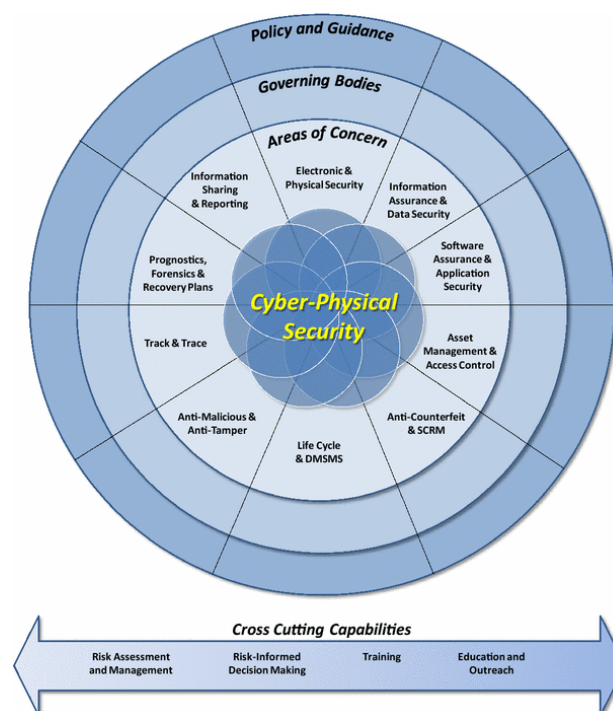 Policy and Guidance
Governing Bodies
Areas of Concern
Electronic &
Physical Security
Information
Sharing
& Reporting
Information
Assurance &
Data Security
Prognostics,
Forensics &
Recovery Plans
Software
Assurance &
Application
Security
Cyber-Physical
Security
Track & Trace
Asset
Management &
Access Control
Anti-Malicious &
Anti-Tamper
Life Cycle
& DMSMS
Anti-Counterfeit
& SCRM
Cross Cutting Capabilities
Risk Assessment
and Management
Risk-Informed
Decision Making
Training
Education and
Outreach